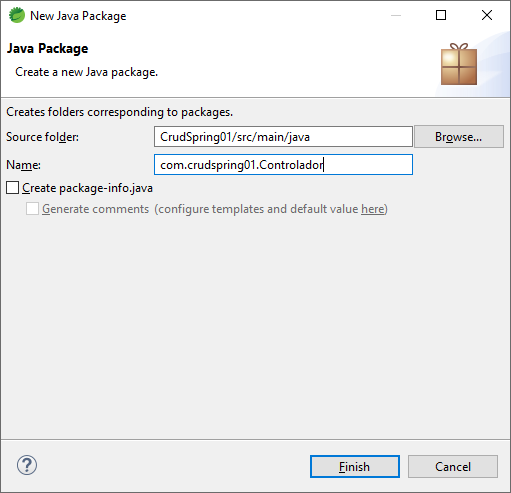 New Java Package
Java Package
Create a new Java package.
Creates folders corresponding to packages.
Source folder: CrudSpring01/src/main/java Browse...
Name: com.crudspring01.Controlador
Create package-info.java
Generate comments (configure templates and default value here)
? Finish Cancel